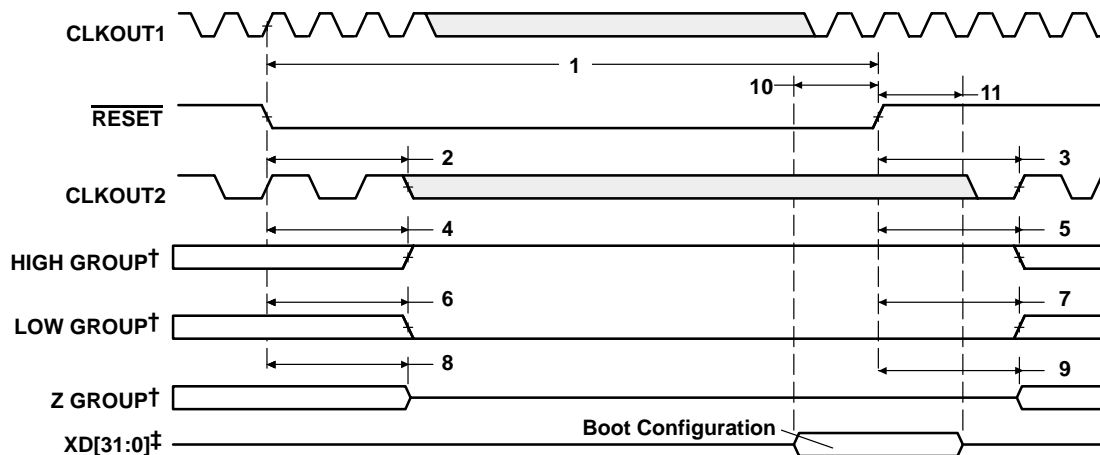 CLKOUT1
1
10
11
RESET
2
3
CLKOUT2
4
5
HIGH GROUP†
6
7
LOW GROUP†
8
9
Z GROUP†
Boot Configuration
XD[31:0]‡